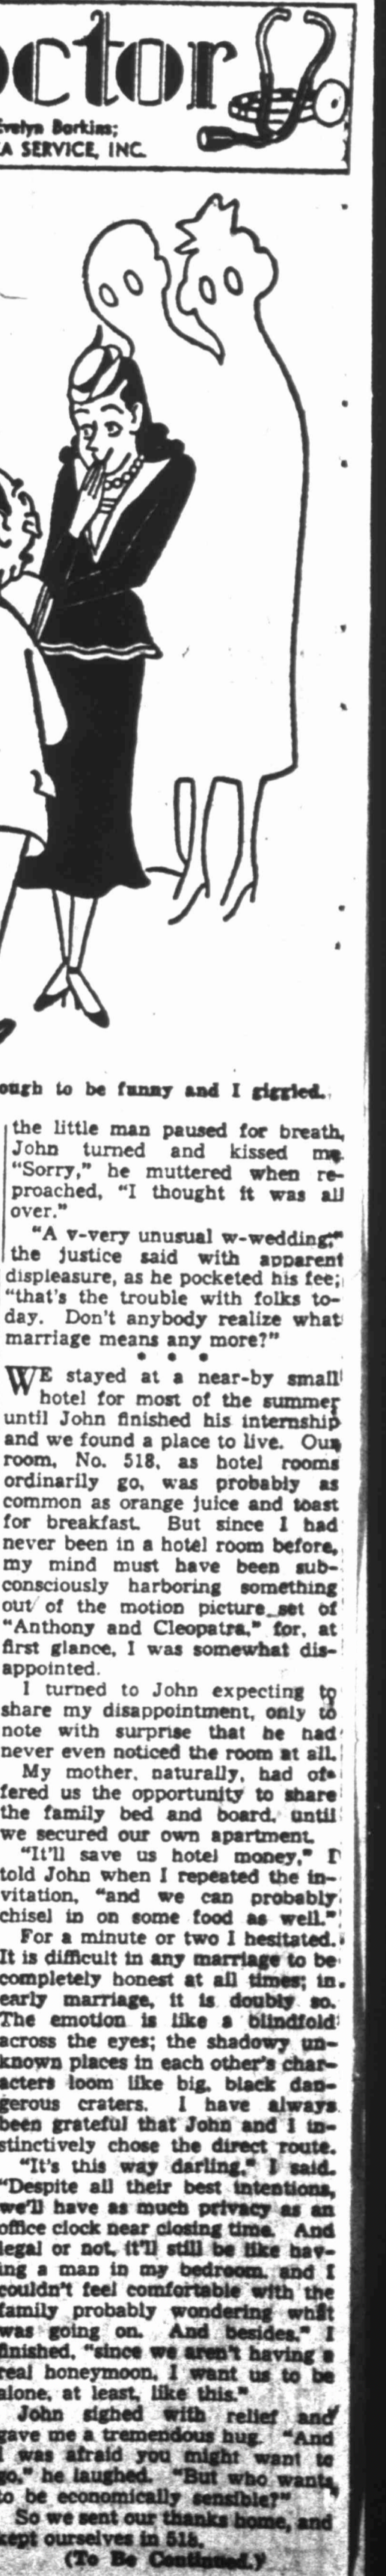 octor
Evelyn Barkins;
A SERVICE, INC.
ough to be funny and I giggled.
the little man paused for breath,
John turned and kissed me.
"Sorry," he muttered when re-
proached, "I thought it was all
over."
"A v-very unusual w-wedding,"
the justice said with apparent
displeasure, as he pocketed his fee;
"that's the trouble with folks to-
day. Don't anybody realize what
marriage means any more?"
• • •
WE stayed at a near-by small
hotel for most of the summer
until John finished his internship
and we found a place to live. Our
room, No. 518, as hotel rooms
ordinarily go, was probably as
common as orange juice and toast
for breakfast. But since I had
never been in a hotel room before,
my mind must have been sub-
consciously harboring something
out of the motion picture set of
"Anthony and Cleopatra," for, at
first glance, I was somewhat dis-
appointed.
I turned to John expecting to
share my disappointment, only to
note with surprise that he had
never even noticed the room at all.
My mother, naturally, had of-
fered us the opportunity to share
the family bed and board, until
we secured our own apartment.
"It'll save us hotel money," I
told John when I repeated the in-
vitation, "and we can probably
chisel in on some food as well."
For a minute or two I hesitated.
It is difficult in any marriage to be
completely honest at all times; in
early marriage, it is doubly so.
The emotion is like a blindfold
across the eyes; the shadowy un-
known places in each other's char-
acters loom like big, black dan-
gerous craters. I have always
been grateful that John and I in-
stinctively chose the direct route.
"It's this way darling," I said.
"Despite all their best intentions,
we'll have as much privacy as an
office clock near closing time. And
legal or not, it'll still be like hav-
ing a man in my bedroom, and I
couldn't feel comfortable with the
family probably wondering what
was going on. And besides," I
finished, "since we aren't having a
real honeymoon, I want us to be
alone, at least, like this."
John sighed with relief and
gave me a tremendous hug. "And
I was afraid you might want to
go," he laughed. "But who wants
to be economically sensible?"
So we sent our thanks home, and
kept ourselves in 518.
(To Be Continued.)